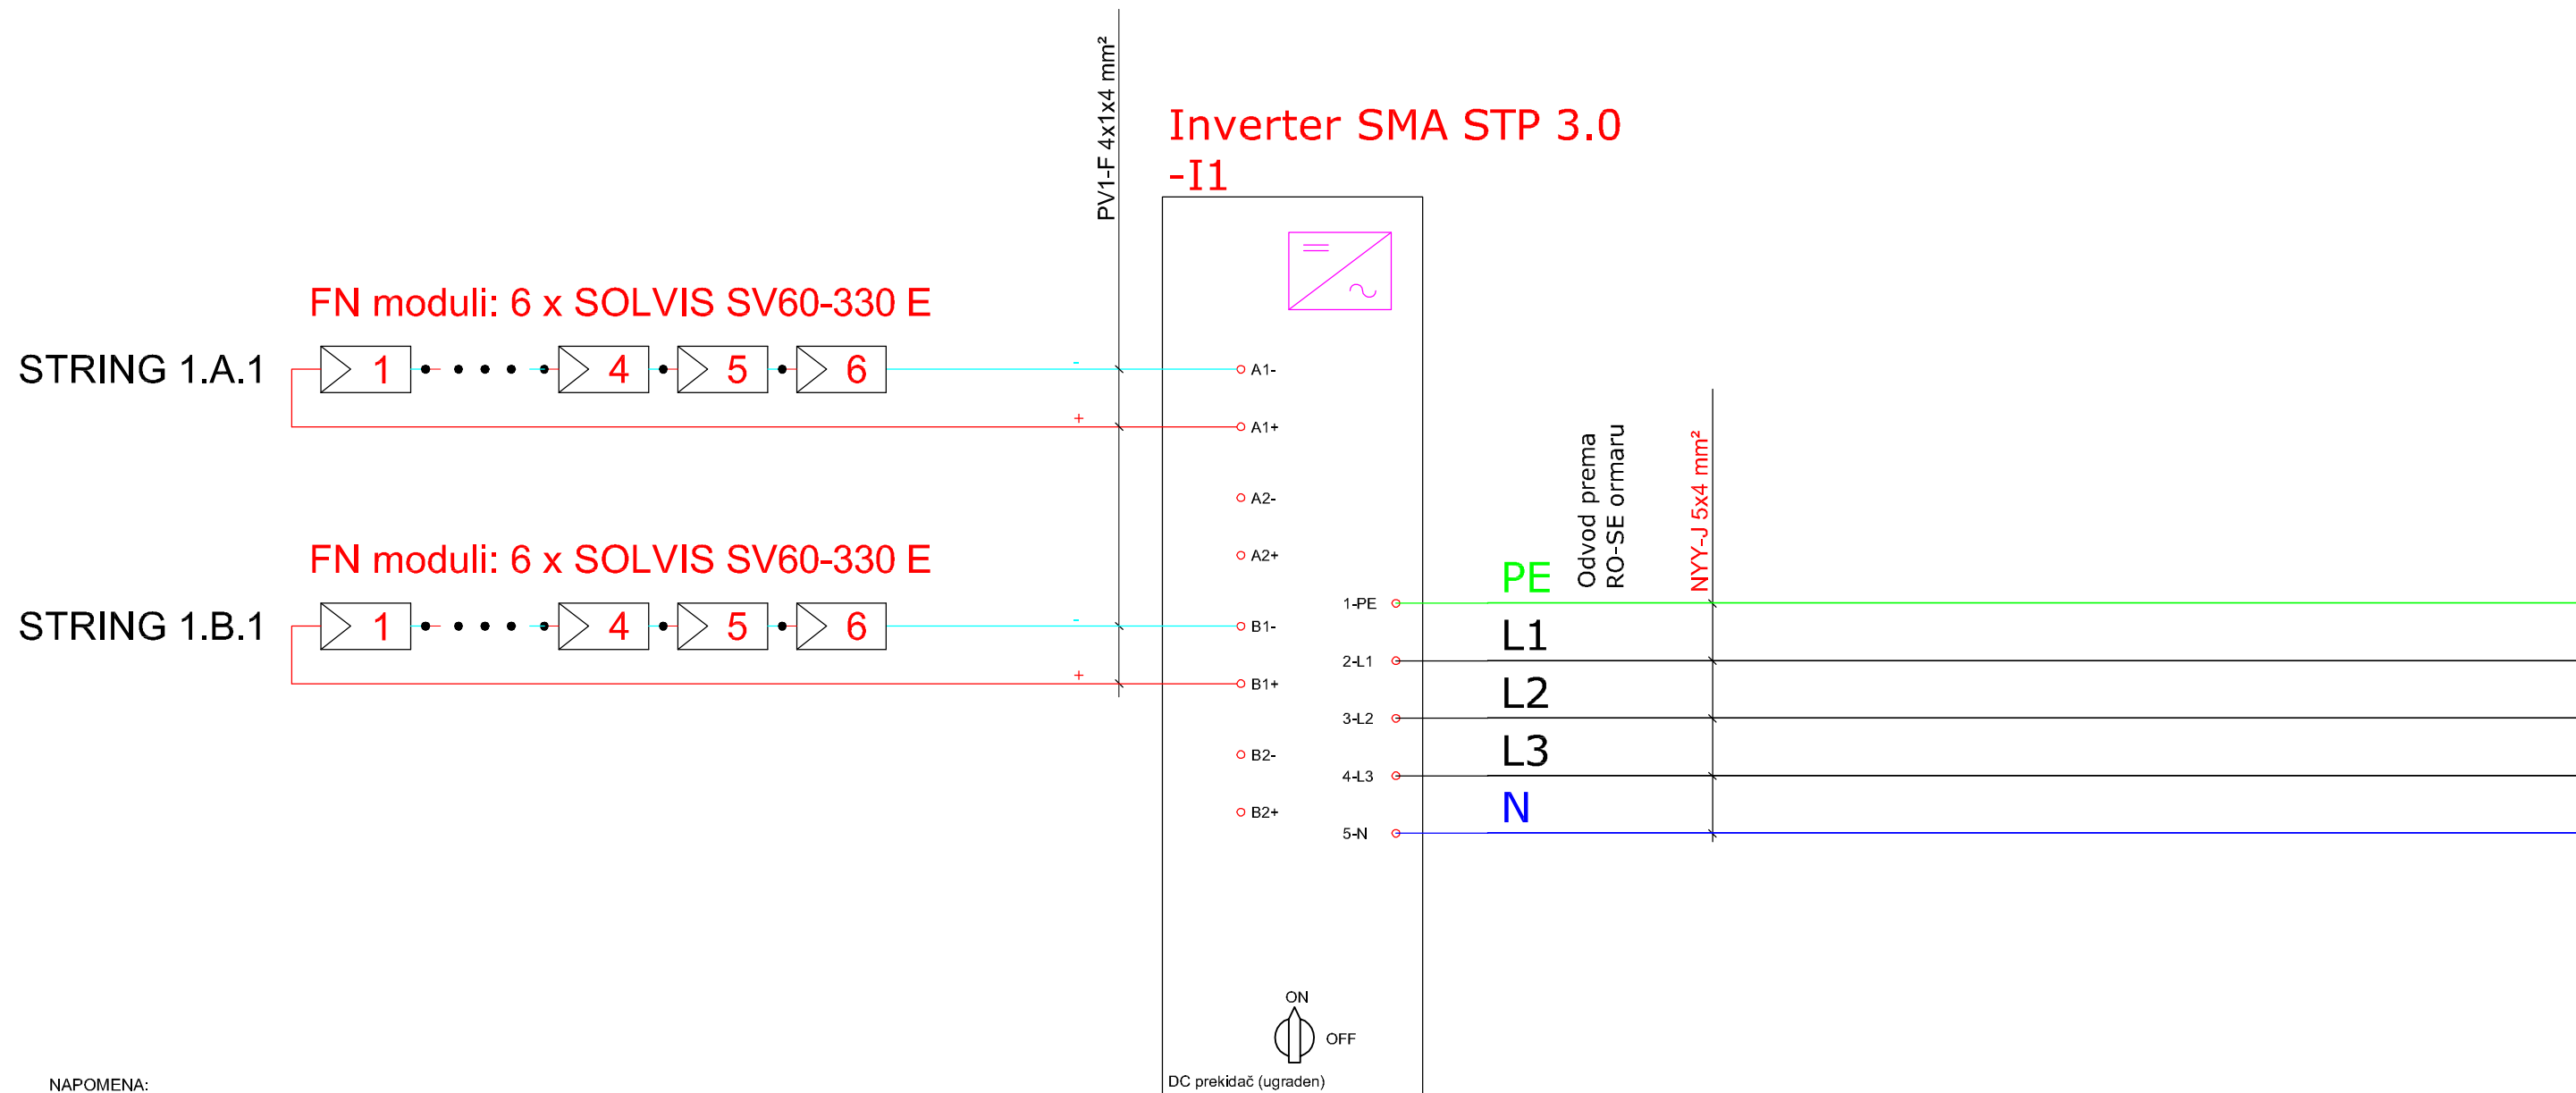 PV1-F 4x1x4 mm²
Inverter SMA STP 3.0
-I1
FN moduli: 6 x SOLVIS SV60-330 E
STRING 1.A.1
1
4
5
6
-
+
A1-
A1+
A2-
A2+
FN moduli: 6 x SOLVIS SV60-330 E
STRING 1.B.1
1
4
5
6
-
+
B1-
B1+
B2-
B2+
1-PE
2-L1
3-L2
4-L3
5-N
PE
L1
L2
L3
N
Odvod prema
RO-SE ormaru
NYY-J 5x4 mm²
ON
OFF
DC prekidač (ugraden)
NAPOMENA: